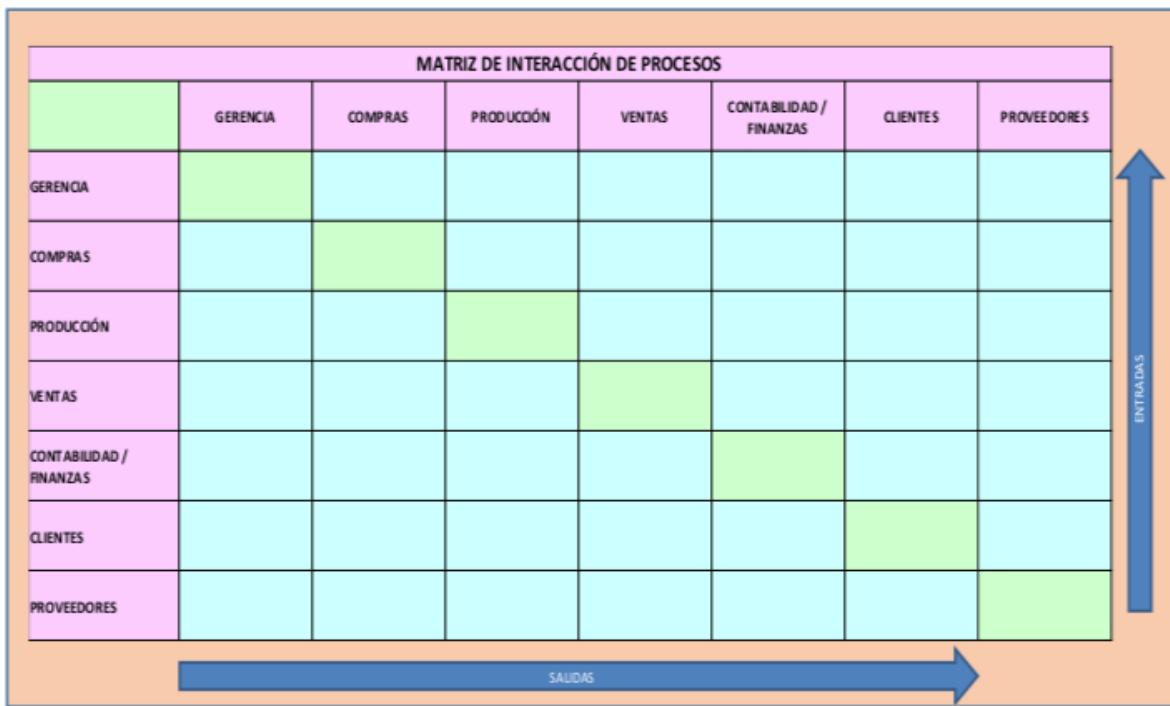 MATRIZ DE INTERACCIÓN DE PROCESOS
GERENCIA
COMPRAS
PRODUCCIÓN
VENTAS
CONTABILIDAD /
FINANZAS
CLIENTES
PROVEEDORES
GERENCIA
COMPRAS
PRODUCCIÓN
VENTAS
CONTABILIDAD /
FINANZAS
CLIENTES
PROVEEDORES
ENTRADAS
SALIDAS